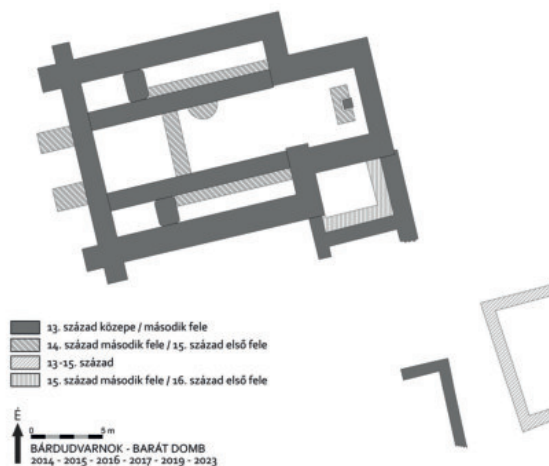 13. század közepe / második fele
14. század második fele / 15. század első fele
13-15. század
15. század második fele / 16. század első fele
É
0 5 m
BÁRDUDVARNOK - BARÁT DOMB
2014 - 2015 - 2016 - 2017 - 2019 - 2023